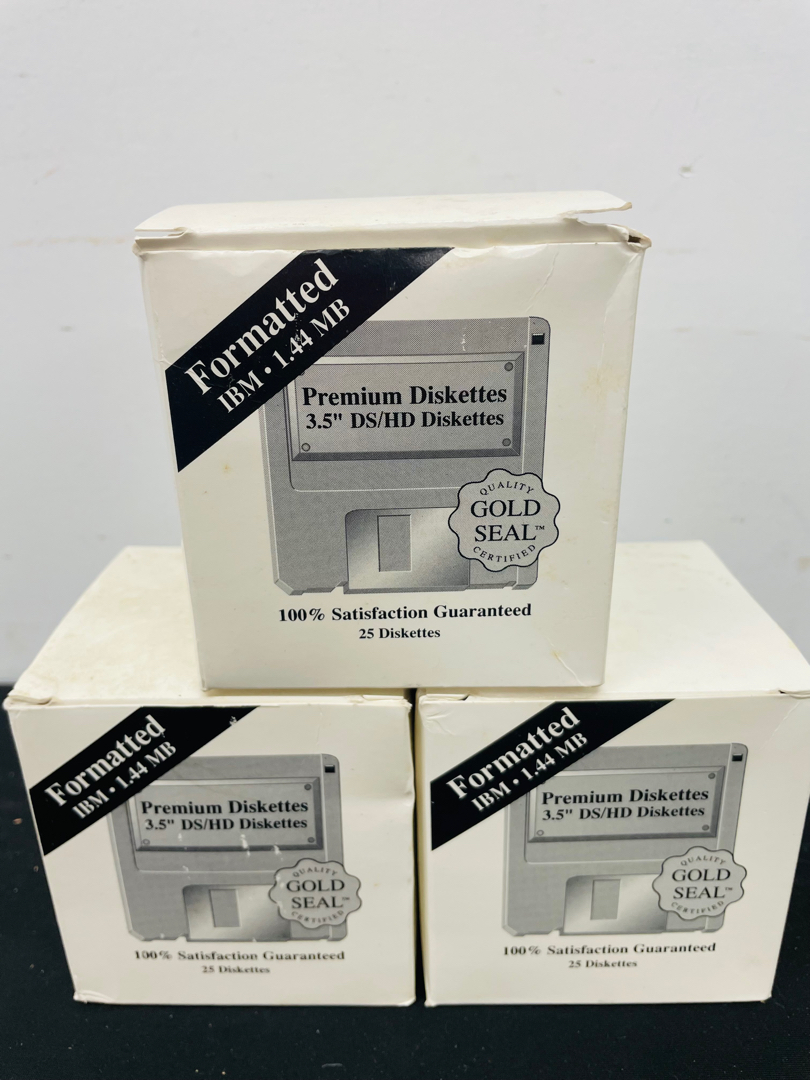 Formatted
IBM • 1.44 MB
Premium Diskettes
3.5" DS/HD Diskettes
QUALITY
GOLD
SEAL™
CERTIFIED
100% Satisfaction Guaranteed
25 Diskettes
Formatted
IBM • 1.44 MB
Premium Diskettes
3.5" DS/HD Diskettes
QUALITY
GOLD
SEAL™
CERTIFIED
100% Satisfaction Guaranteed
25 Diskettes
Formatted
IBM • 1.44 MB
Premium Diskettes
3.5" DS/HD Diskettes
QUALITY
GOLD
SEAL™
CERTIFIED
100% Satisfaction Guaranteed
25 Diskettes